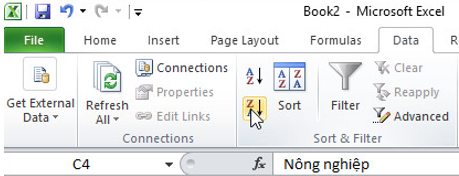 Book2 - Microsoft Excel
File Home Insert Page Layout Formulas Data R
Get External Data Refresh All Connections Properties Edit Links Connections
A Z Z A A Z Z A Sort Filter Clear Reapply Advanced Sort & Filter
C4 fx Nông nghiệp